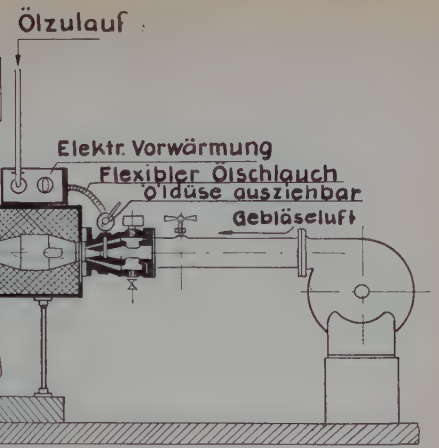 Ölzulauf
Elektr. Vorwärmung
Flexibler Ölschlauch
Öldüse ausziehbar
Gebläseluft